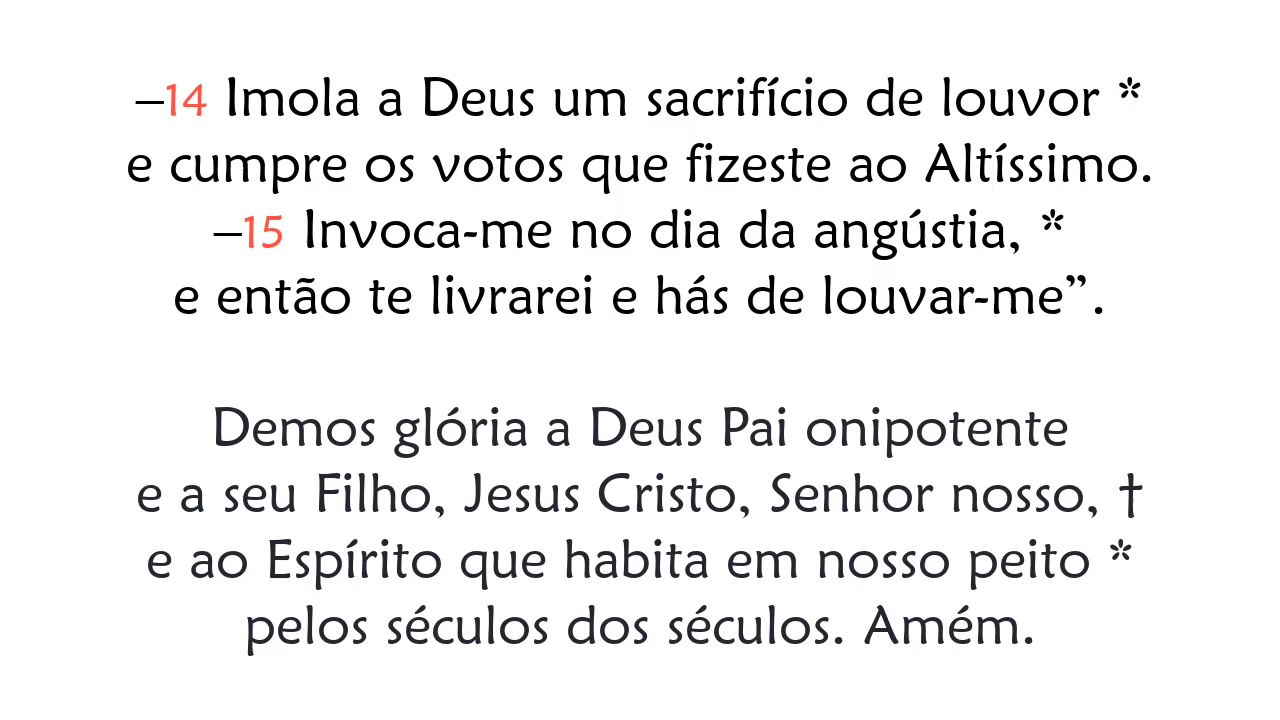 –14 Imola a Deus um sacrifício de louvor *
e cumpre os votos que fizeste ao Altíssimo.
–15 Invoca-me no dia da angústia, *
e então te livrarei e hás de louvar-me”.
Demos glória a Deus Pai onipotente
e a seu Filho, Jesus Cristo, Senhor nosso, †
e ao Espírito que habita em nosso peito *
pelos séculos dos séculos. Amém.